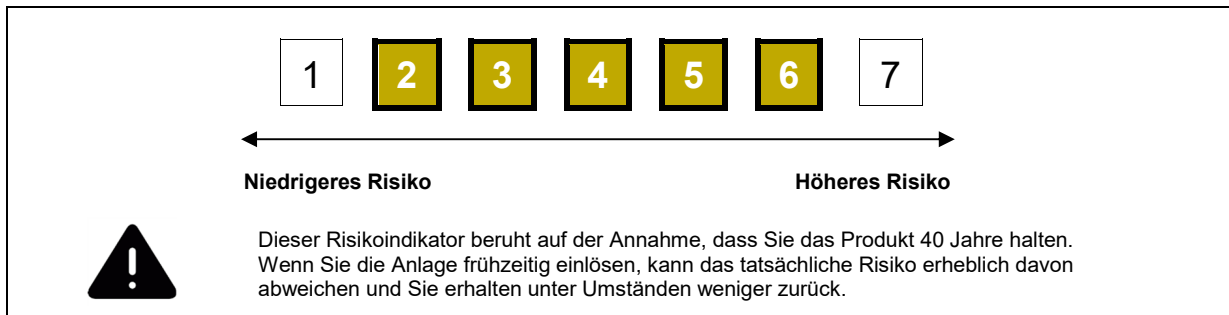 1 2 3 4 5 6 7
Niedrigeres Risiko Höheres Risiko
Dieser Risikoindikator beruht auf der Annahme, dass Sie das Produkt 40 Jahre halten.
Wenn Sie die Anlage frühzeitig einlösen, kann das tatsächliche Risiko erheblich davon
abweichen und Sie erhalten unter Umständen weniger zurück.